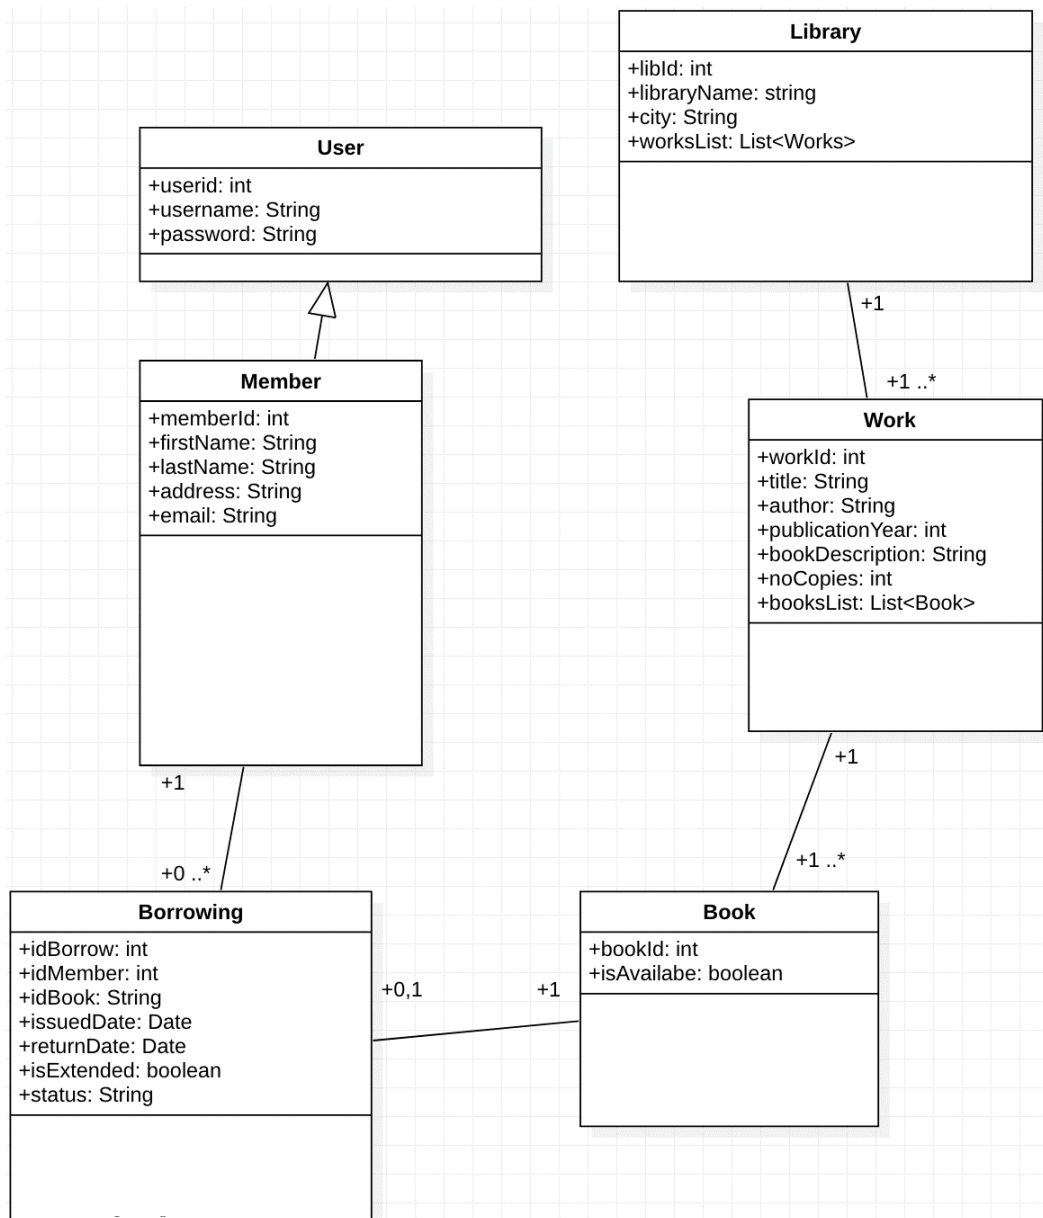 Library
+libId: int
+libraryName: string
+city: String
+worksList: List<Works>
User
+userid: int
+username: String
+password: String
+1
+1 ..*
Member
+memberId: int
+firstName: String
+lastName: String
+address: String
+email: String
Work
+workId: int
+title: String
+author: String
+publicationYear: int
+bookDescription: String
+noCopies: int
+booksList: List<Book>
+1
+0 ..*
+1
+1 ..*
Borrowing
+idBorrow: int
+idMember: int
+idBook: String
+issuedDate: Date
+returnDate: Date
+isExtended: boolean
+status: String
+0,1
+1
Book
+bookId: int
+isAvailabe: boolean